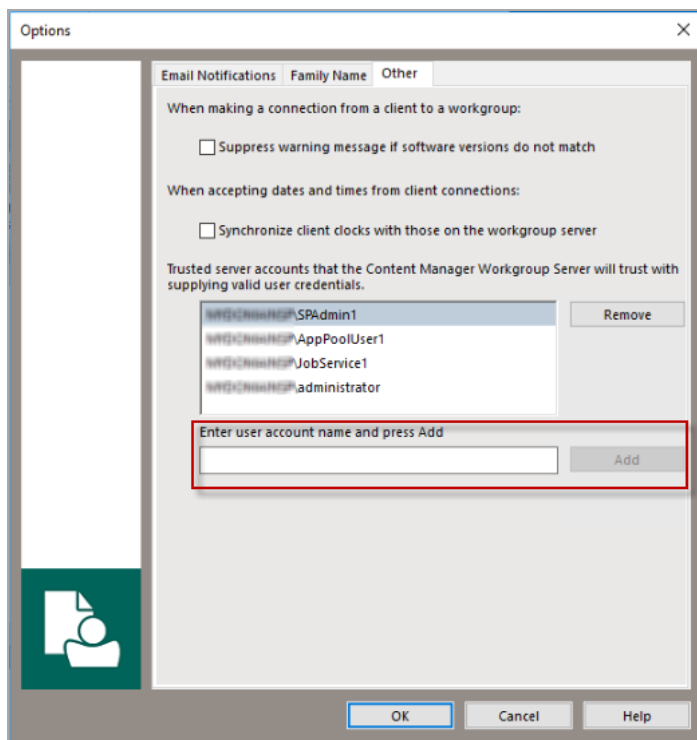 Options
Email Notifications Family Name Other
When making a connection from a client to a workgroup:
Suppress warning message if software versions do not match
When accepting dates and times from client connections:
Synchronize client clocks with those on the workgroup server
Trusted server accounts that the Content Manager Workgroup Server will trust with
supplying valid user credentials.
\SPAdmin1 Remove
\AppPoolUser1
\JobService1
\administrator
Enter user account name and press Add
Add
OK Cancel Help